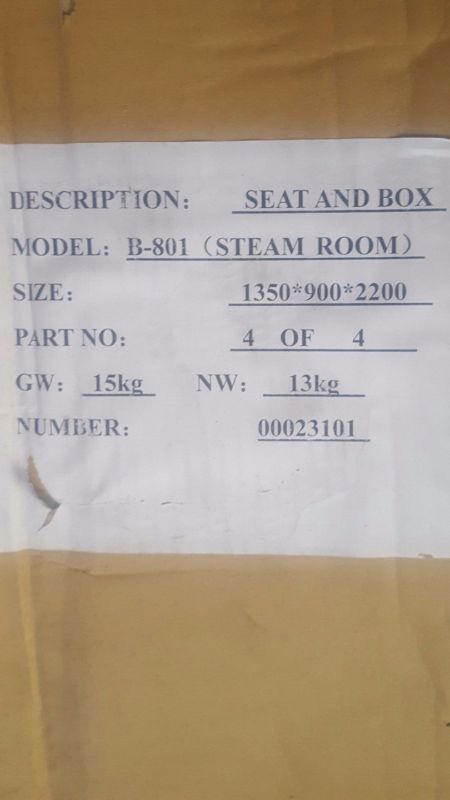 DESCRIPTION: SEAT AND BOX
MODEL: B-801（STEAM ROOM）
SIZE: 1350*900*2200
PART NO: 4 OF 4
GW: 15kg NW: 13kg
NUMBER: 00023101